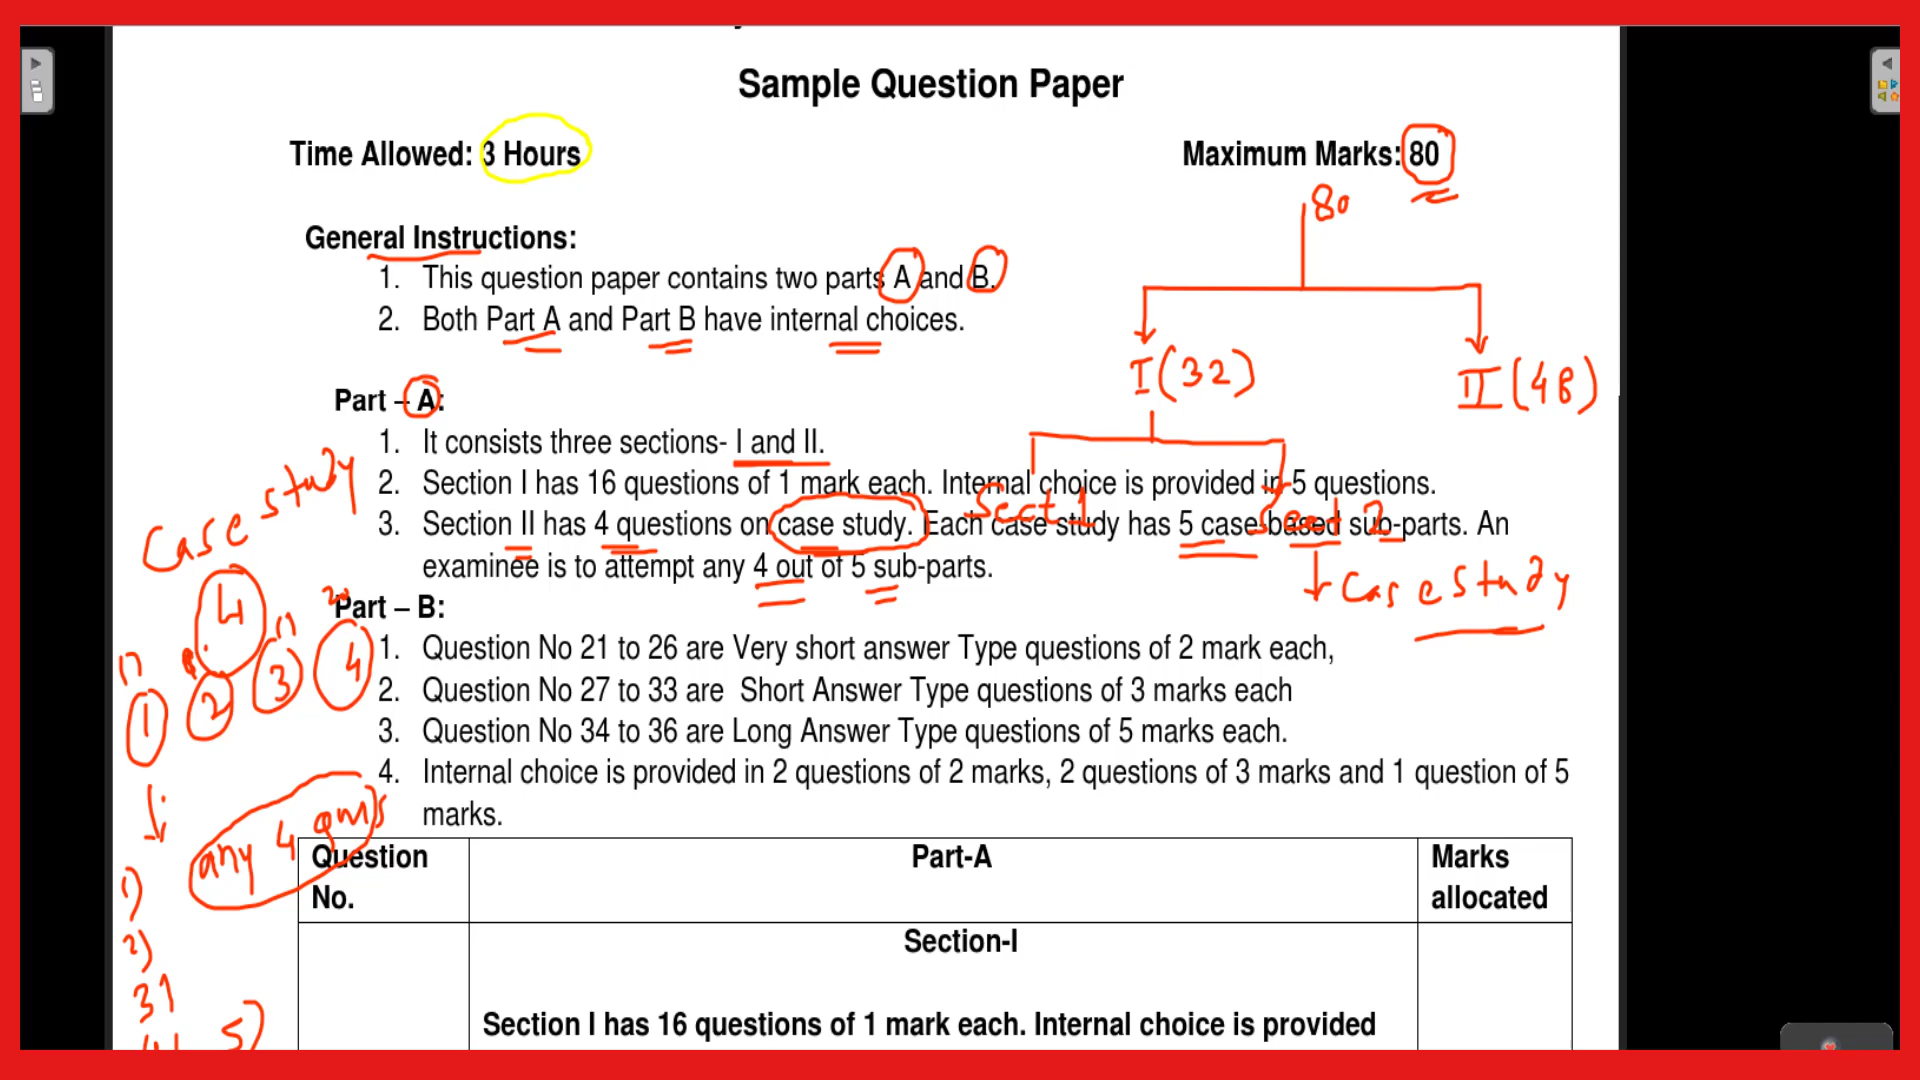 Sample Question Paper
Time Allowed: 3 Hours
Maximum Marks: 80
80
General Instructions:
1. This question paper contains two parts A and B.
2. Both Part A and Part B have internal choices.
I (32)
II (48)
Part – A:
1. It consists three sections- I and II.
2. Section I has 16 questions of 1 mark each. Internal choice is provided in 5 questions.
Sect 1
Sect 2
3. Section II has 4 questions on case study. Each case study has 5 case-based sub-parts. An
examinee is to attempt any 4 out of 5 sub-parts.
Case study
Case study
Part – B:
4
1 2 3 4
1. Question No 21 to 26 are Very short answer Type questions of 2 mark each,
2. Question No 27 to 33 are Short Answer Type questions of 3 marks each
3. Question No 34 to 36 are Long Answer Type questions of 5 marks each.
4. Internal choice is provided in 2 questions of 2 marks, 2 questions of 3 marks and 1 question of 5
marks.
any 4
1)
2)
3)
5)
Question
No.
Part-A
Marks
allocated
Section-I
Section I has 16 questions of 1 mark each. Internal choice is provided